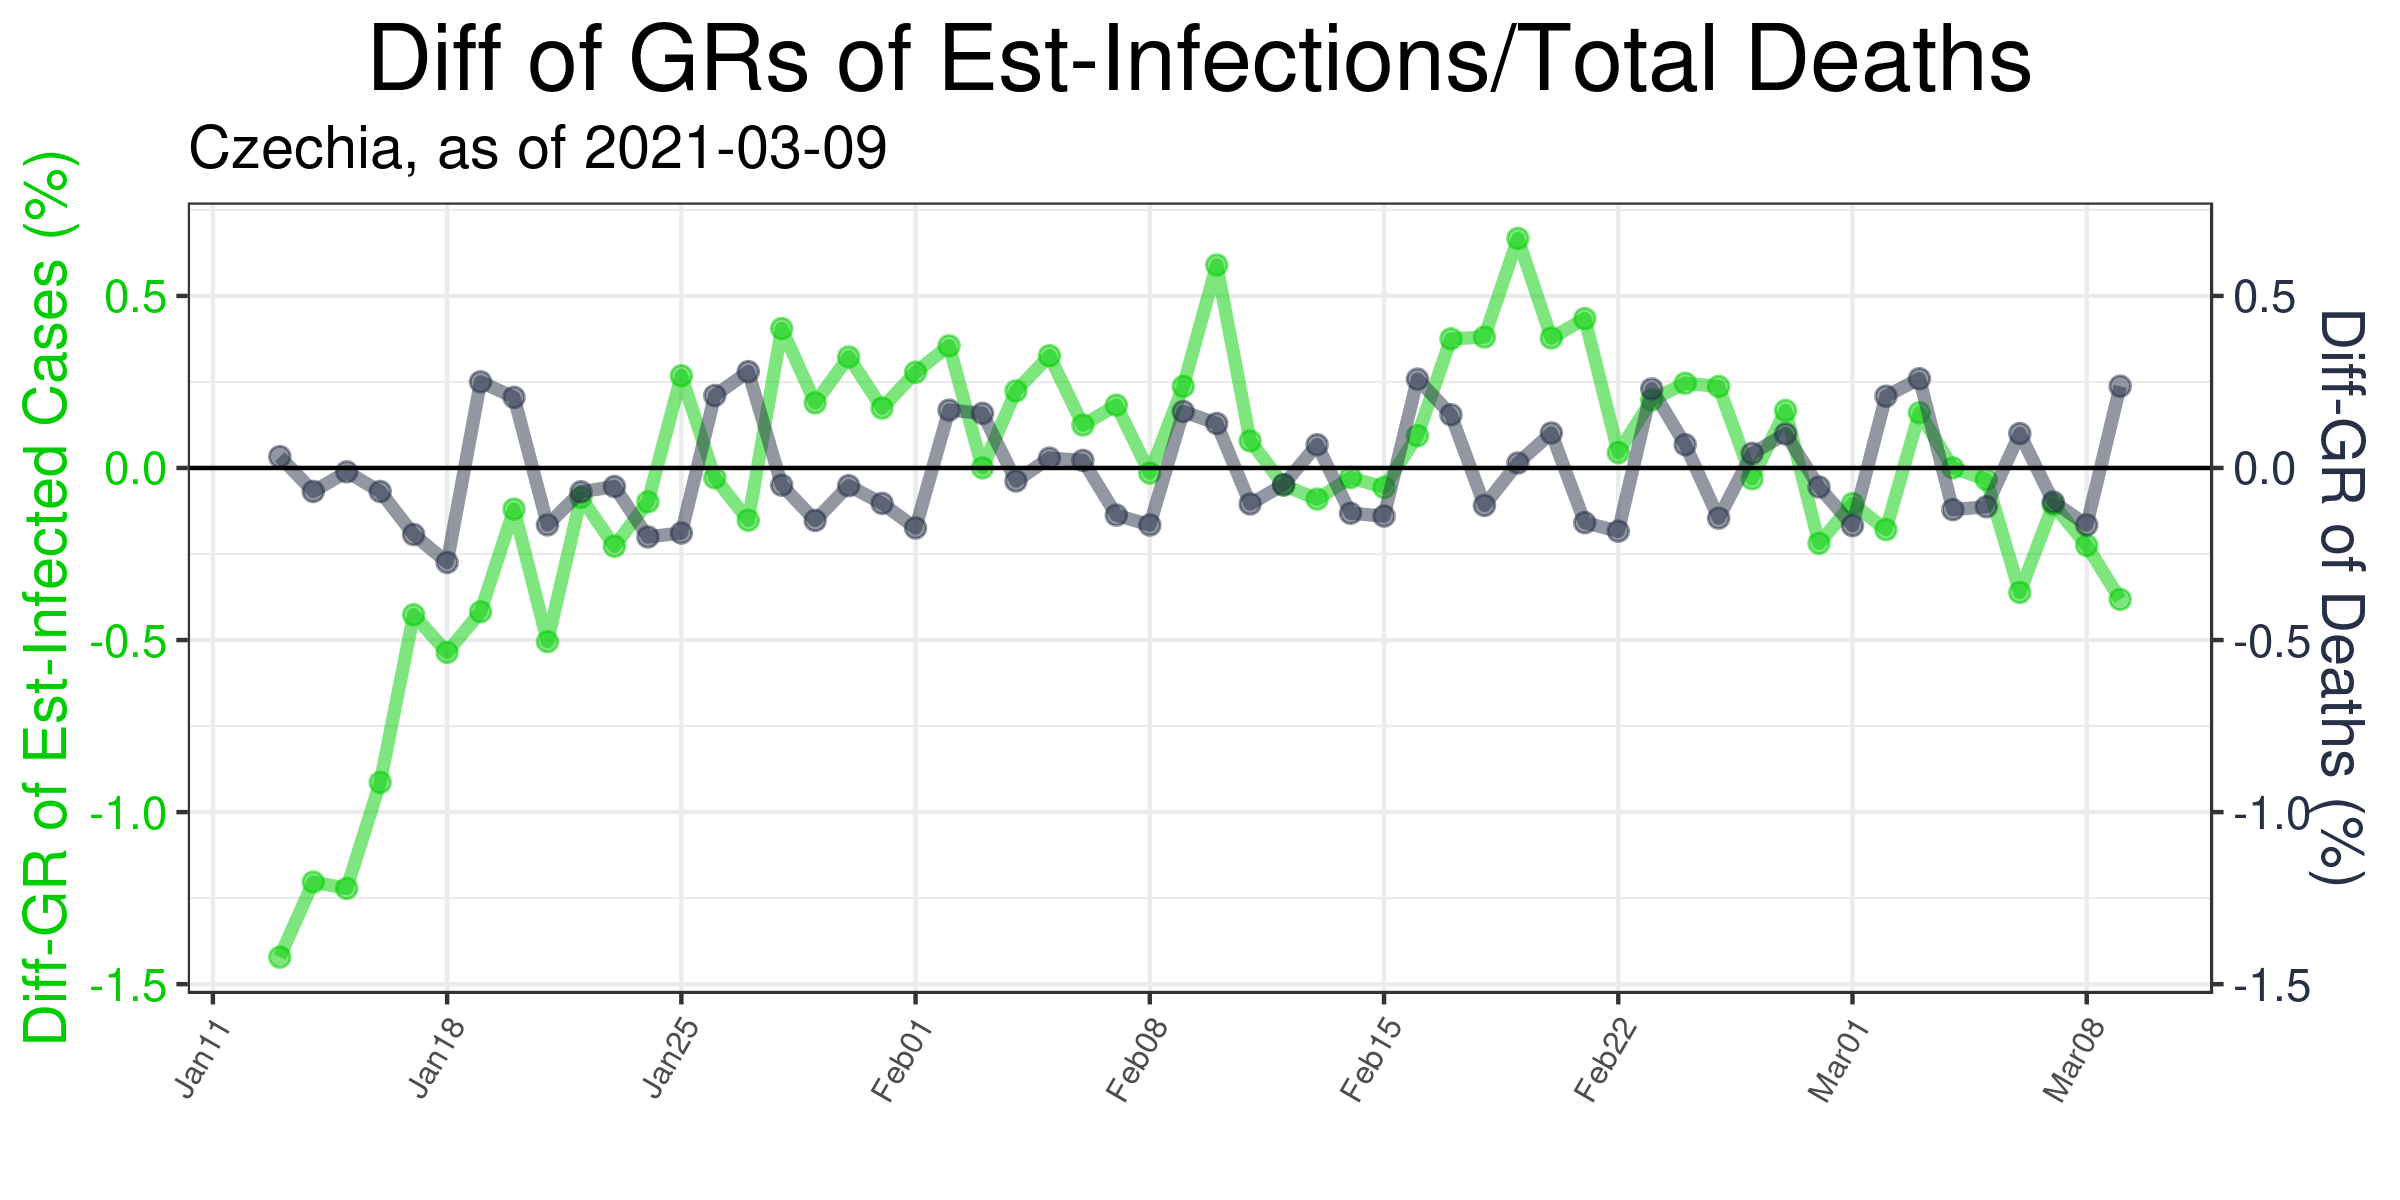 Diff of GRs of Est-Infections/Total Deaths
Czechia, as of 2021-03-09
Diff-GR of Est-Infected Cases (%)
0.5
0.0
-0.5
-1.0
-1.5
0.5
0.0
-0.5
-1.0
-1.5
Diff-GR of Deaths (%)
Jan11
Jan18
Jan25
Feb01
Feb08
Feb15
Feb22
Mar01
Mar08